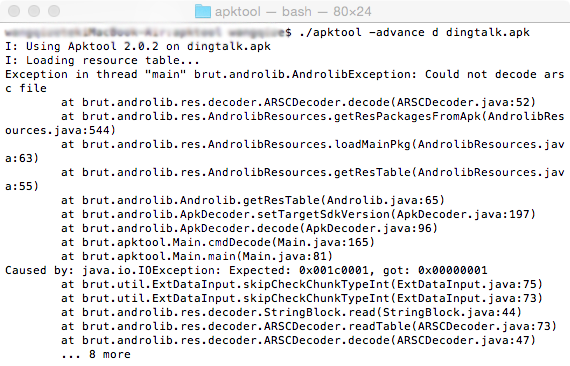 apktool — bash — 80×24
$ ./apktool -advance d dingtalk.apk
I: Using Apktool 2.0.2 on dingtalk.apk
I: Loading resource table...
Exception in thread "main" brut.androlib.AndrolibException: Could not decode ars
c file
at brut.androlib.res.decoder.ARSCDecoder.decode(ARSCDecoder.java:52)
at brut.androlib.res.AndrolibResources.getResPackagesFromApk(AndrolibRes
ources.java:544)
at brut.androlib.res.AndrolibResources.loadMainPkg(AndrolibResources.jav
a:63)
at brut.androlib.res.AndrolibResources.getResTable(AndrolibResources.jav
a:55)
at brut.androlib.Androlib.getResTable(Androlib.java:65)
at brut.androlib.ApkDecoder.setTargetSdkVersion(ApkDecoder.java:197)
at brut.androlib.ApkDecoder.decode(ApkDecoder.java:96)
at brut.apktool.Main.cmdDecode(Main.java:165)
at brut.apktool.Main.main(Main.java:81)
Caused by: java.io.IOException: Expected: 0x001c0001, got: 0x00000001
at brut.util.ExtDataInput.skipCheckChunkTypeInt(ExtDataInput.java:75)
at brut.util.ExtDataInput.skipCheckChunkTypeInt(ExtDataInput.java:73)
at brut.androlib.res.decoder.StringBlock.read(StringBlock.java:44)
at brut.androlib.res.decoder.ARSCDecoder.readTable(ARSCDecoder.java:73)
at brut.androlib.res.decoder.ARSCDecoder.decode(ARSCDecoder.java:47)
... 8 more